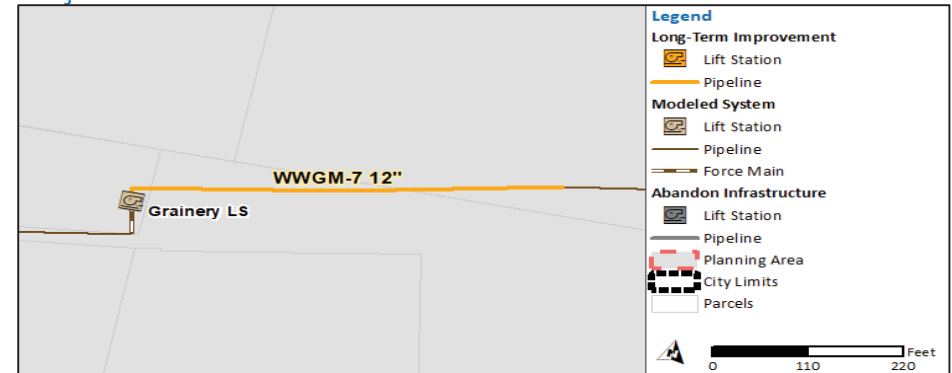 WWGM-7 12"
Grainery LS
Legend
Long-Term Improvement
Lift Station
Pipeline
Modeled System
Lift Station
Pipeline
Force Main
Abandon Infrastructure
Lift Station
Pipeline
Planning Area
City Limits
Parcels
Feet
0 110 220